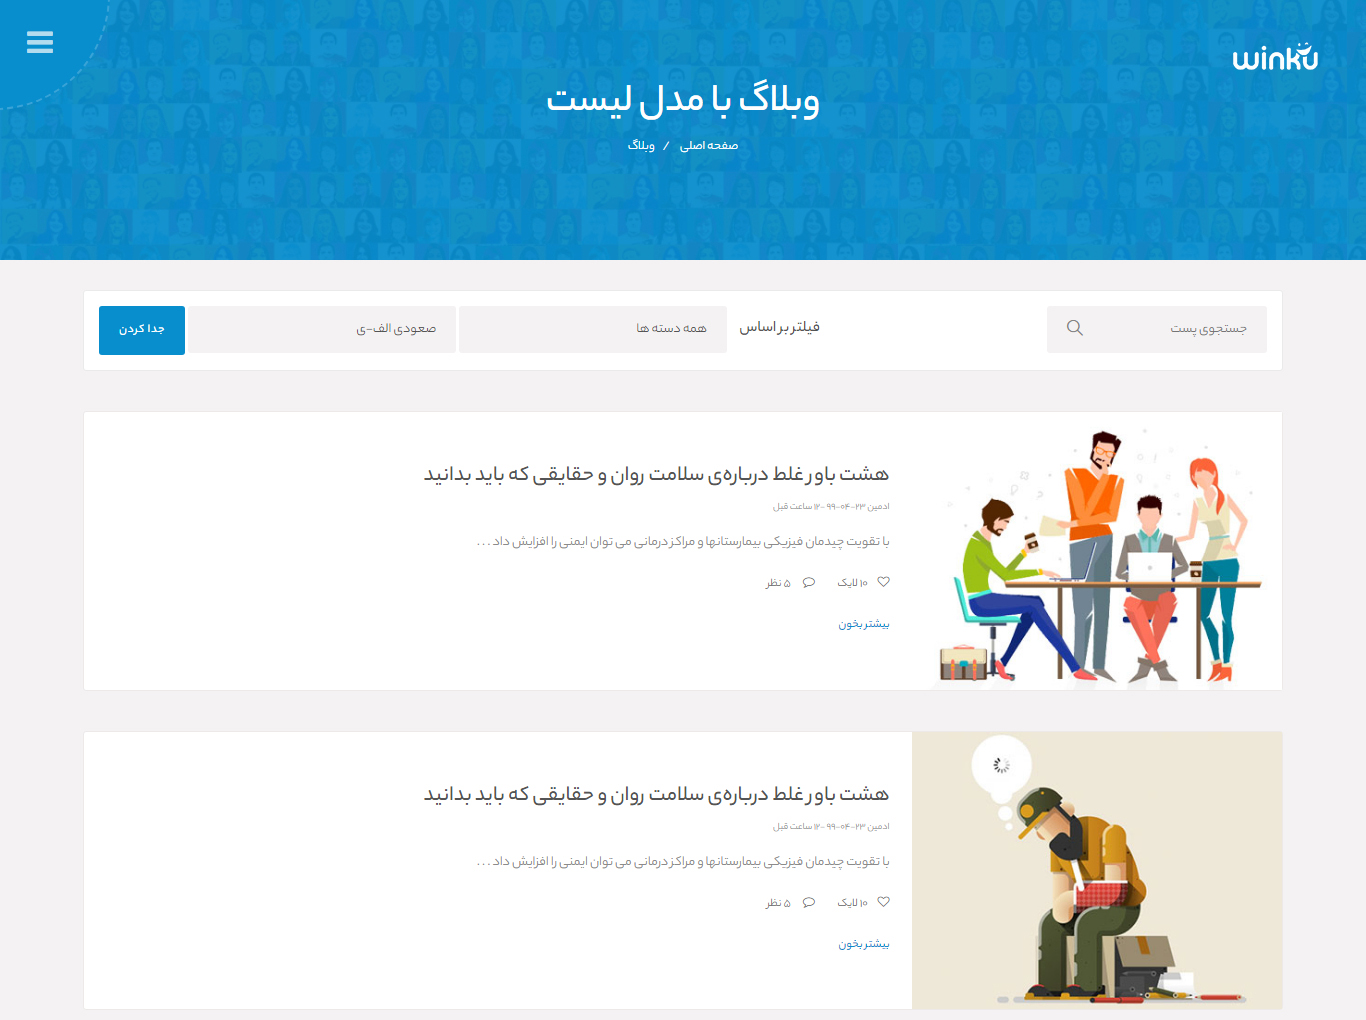 winku
وبلاگ با مدل لیست
صفحه اصلی / وبلاگ
جستجوی پست
فیلتر بر اساس
همه دسته ها
صعودی الف-ی
جدا کردن
هشت باور غلط درباره‌ی سلامت روان و حقایقی که باید بدانید
ادمین ۲۳-۰۴-۹۹ -۱۲ ساعت قبل
با تقویت چیدمان فیزیکی بیمارستانها و مراکز درمانی می توان ایمنی را افزایش داد . . .
۱۰ لایک ۵ نظر
بیشتر بخون
هشت باور غلط درباره‌ی سلامت روان و حقایقی که باید بدانید
ادمین ۲۳-۰۴-۹۹ -۱۲ ساعت قبل
با تقویت چیدمان فیزیکی بیمارستانها و مراکز درمانی می توان ایمنی را افزایش داد . . .
۱۰ لایک ۵ نظر
بیشتر بخون